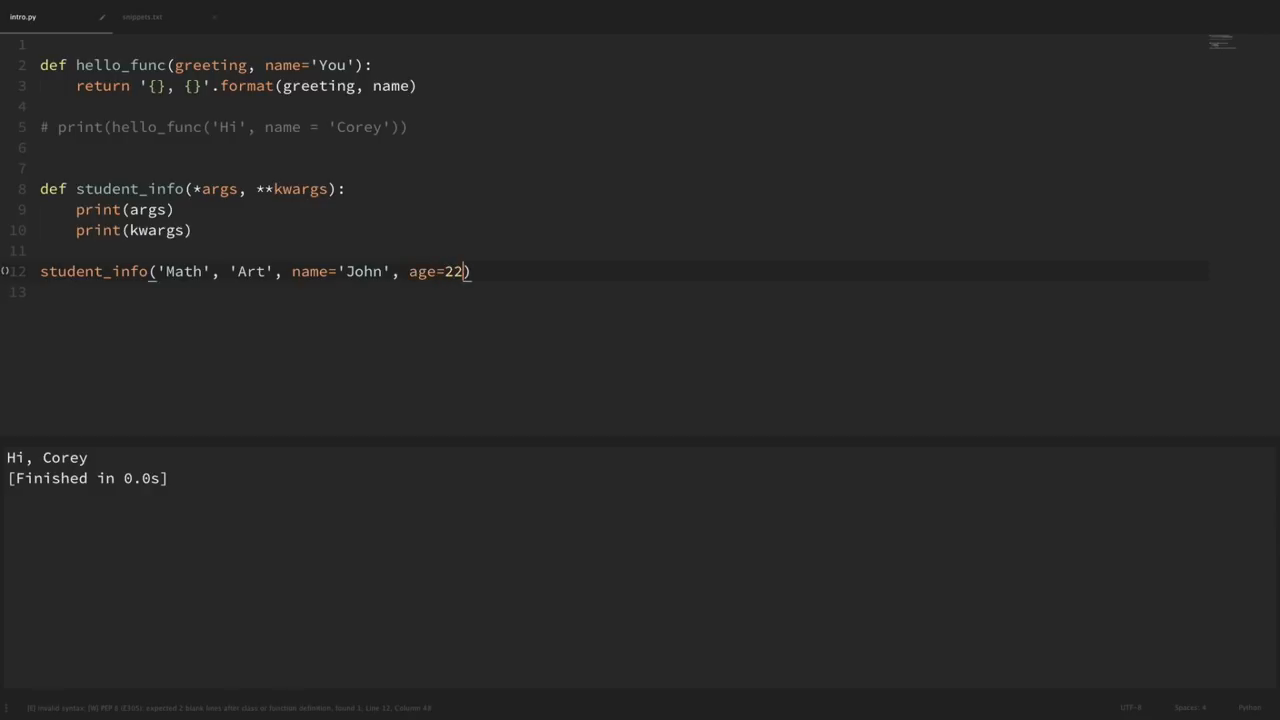 intro.py
snippets.txt
1
2 def hello_func(greeting, name='You'):
3     return '{}, {}'.format(greeting, name)
4
5 # print(hello_func('Hi', name = 'Corey'))
6
7
8 def student_info(*args, **kwargs):
9     print(args)
10     print(kwargs)
11
()12 student_info('Math', 'Art', name='John', age=22)
13
Hi, Corey
[Finished in 0.0s]
[E] invalid syntax; [W] PEP 8 (E305): expected 2 blank lines after class or function definition, found 1, Line 12, Column 48
UTF-8
Spaces: 4
Python